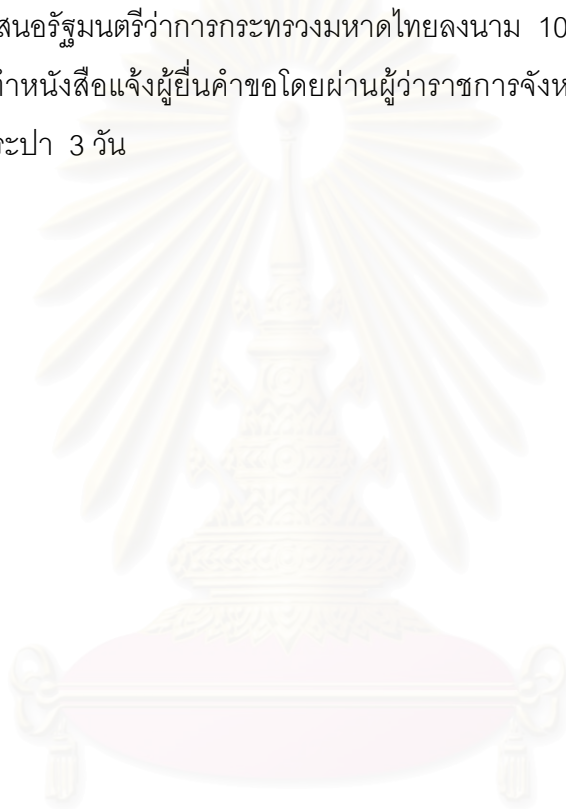 สนอรัฐมนตรีว่าการกระทรวงมหาดไทยลงนาม 10
ำหนังสือแจ้งผู้ยื่นคำขอโดยผ่านผู้ว่าราชการจังห
ระปา 3 วัน